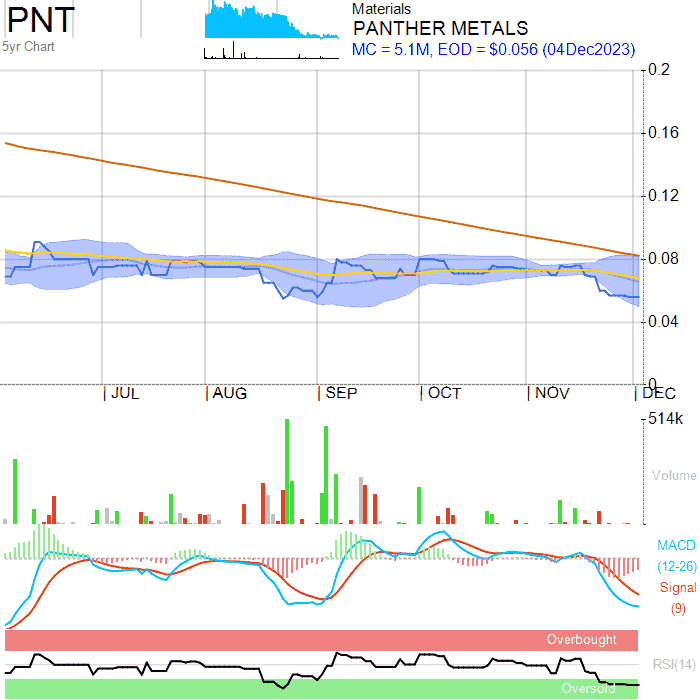 PNT
5yr Chart
Materials
PANTHER METALS
MC = 5.1M, EOD = $0.056 (04Dec2023)
0.2
0.16
0.12
0.08
0.04
0
JUL
AUG
SEP
OCT
NOV
DEC
514k
Volume
MACD
(12-26)
Signal
(9)
Overbought
RSI(14)
Oversold